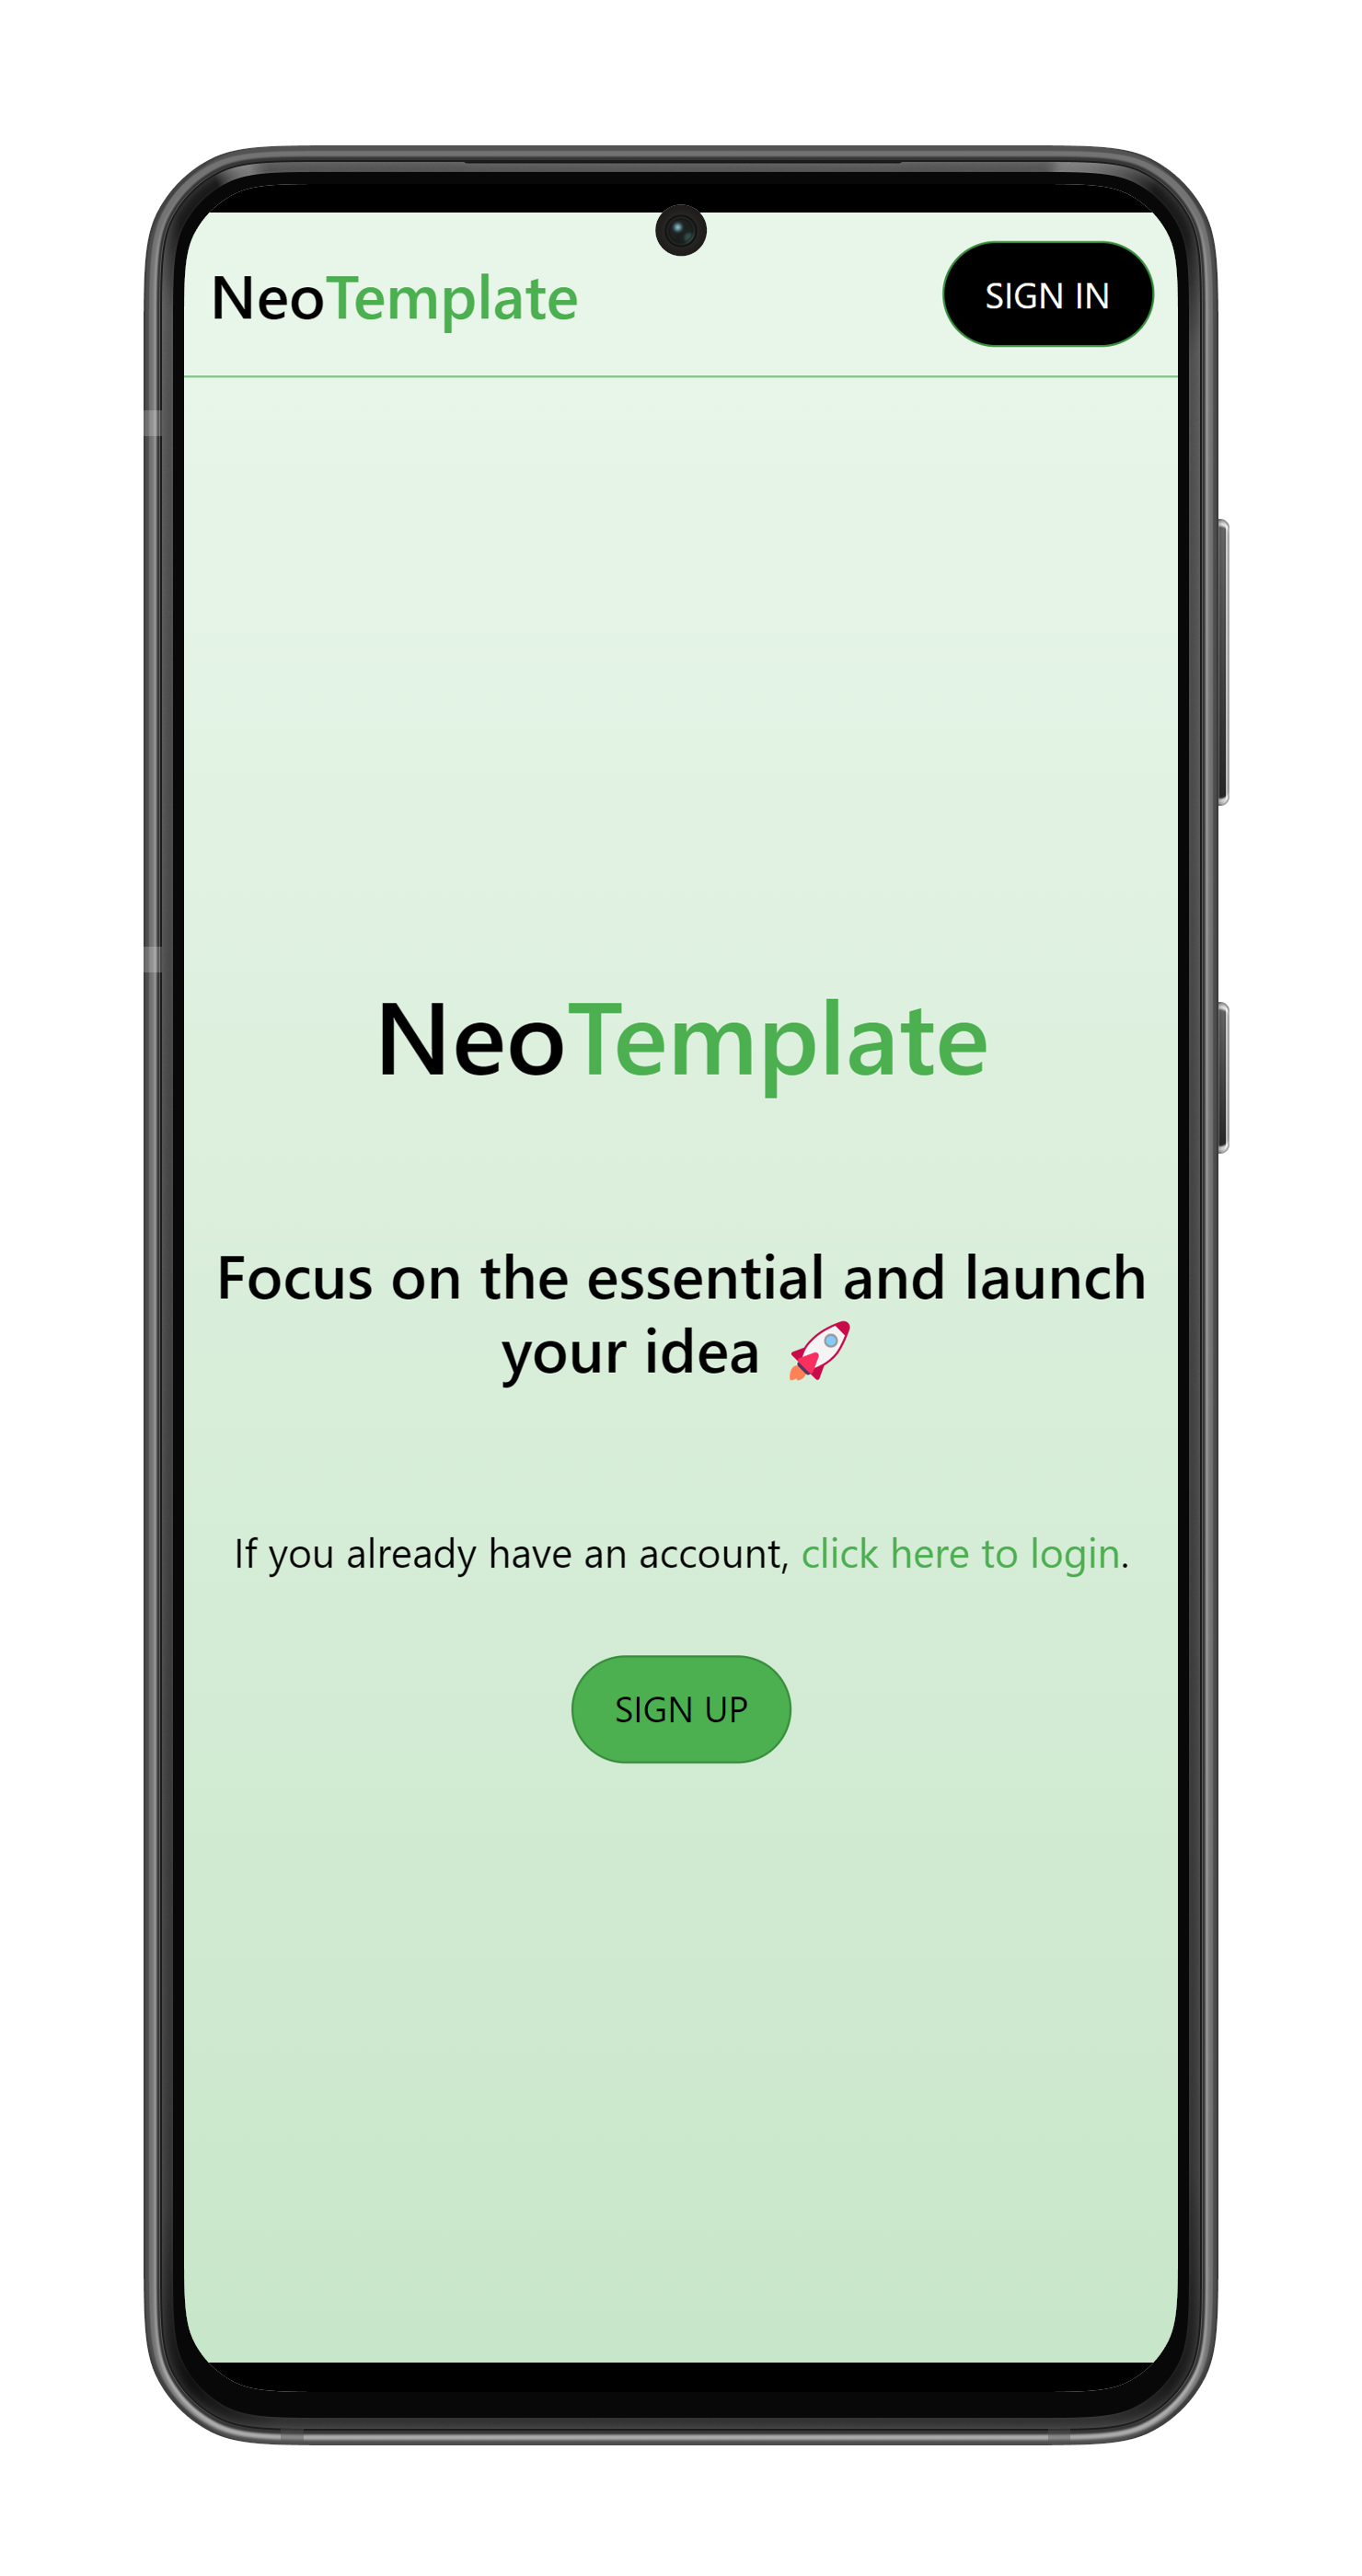 NeoTemplate
SIGN IN
NeoTemplate
Focus on the essential and launch
your idea 🚀
If you already have an account, click here to login.
SIGN UP